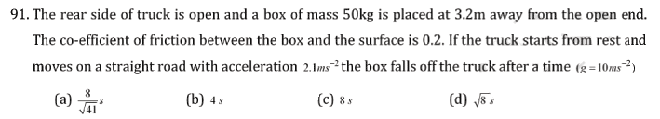 91. The rear side of truck is open and a box of mass 50kg is placed at 3.2m away from the open end.
The co-efficient of friction between the box and the surface is 0.2. If the truck starts from rest and
moves on a straight road with acceleration 2.1ms⁻² the box falls off the truck after a time (g=10ms⁻²)
(a) 8/√41 s (b) 4 s (c) 8 s (d) √8 s